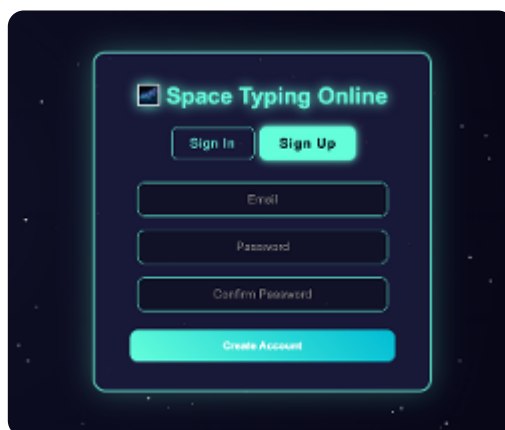 Space Typing Online
Sign In Sign Up
Email
Password
Confirm Password
Create Account